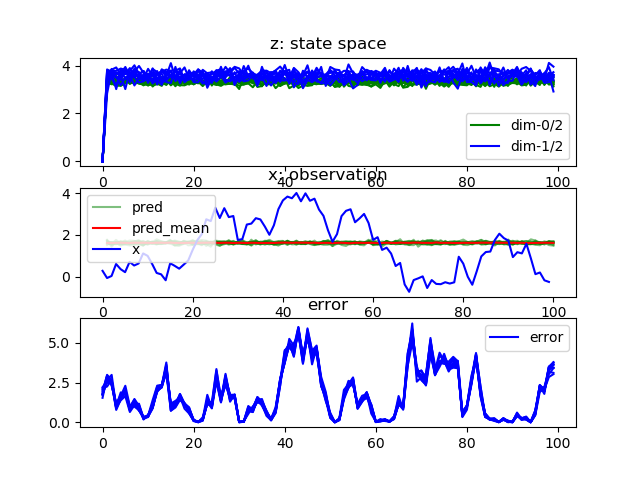 z: state space
4
2
0
dim-0/2
dim-1/2
0 20 40 60 80 100
x: observation
4
2
0
pred
pred_mean
x
0 20 40 60 80 100
error
5.0
2.5
0.0
error
0 20 40 60 80 100